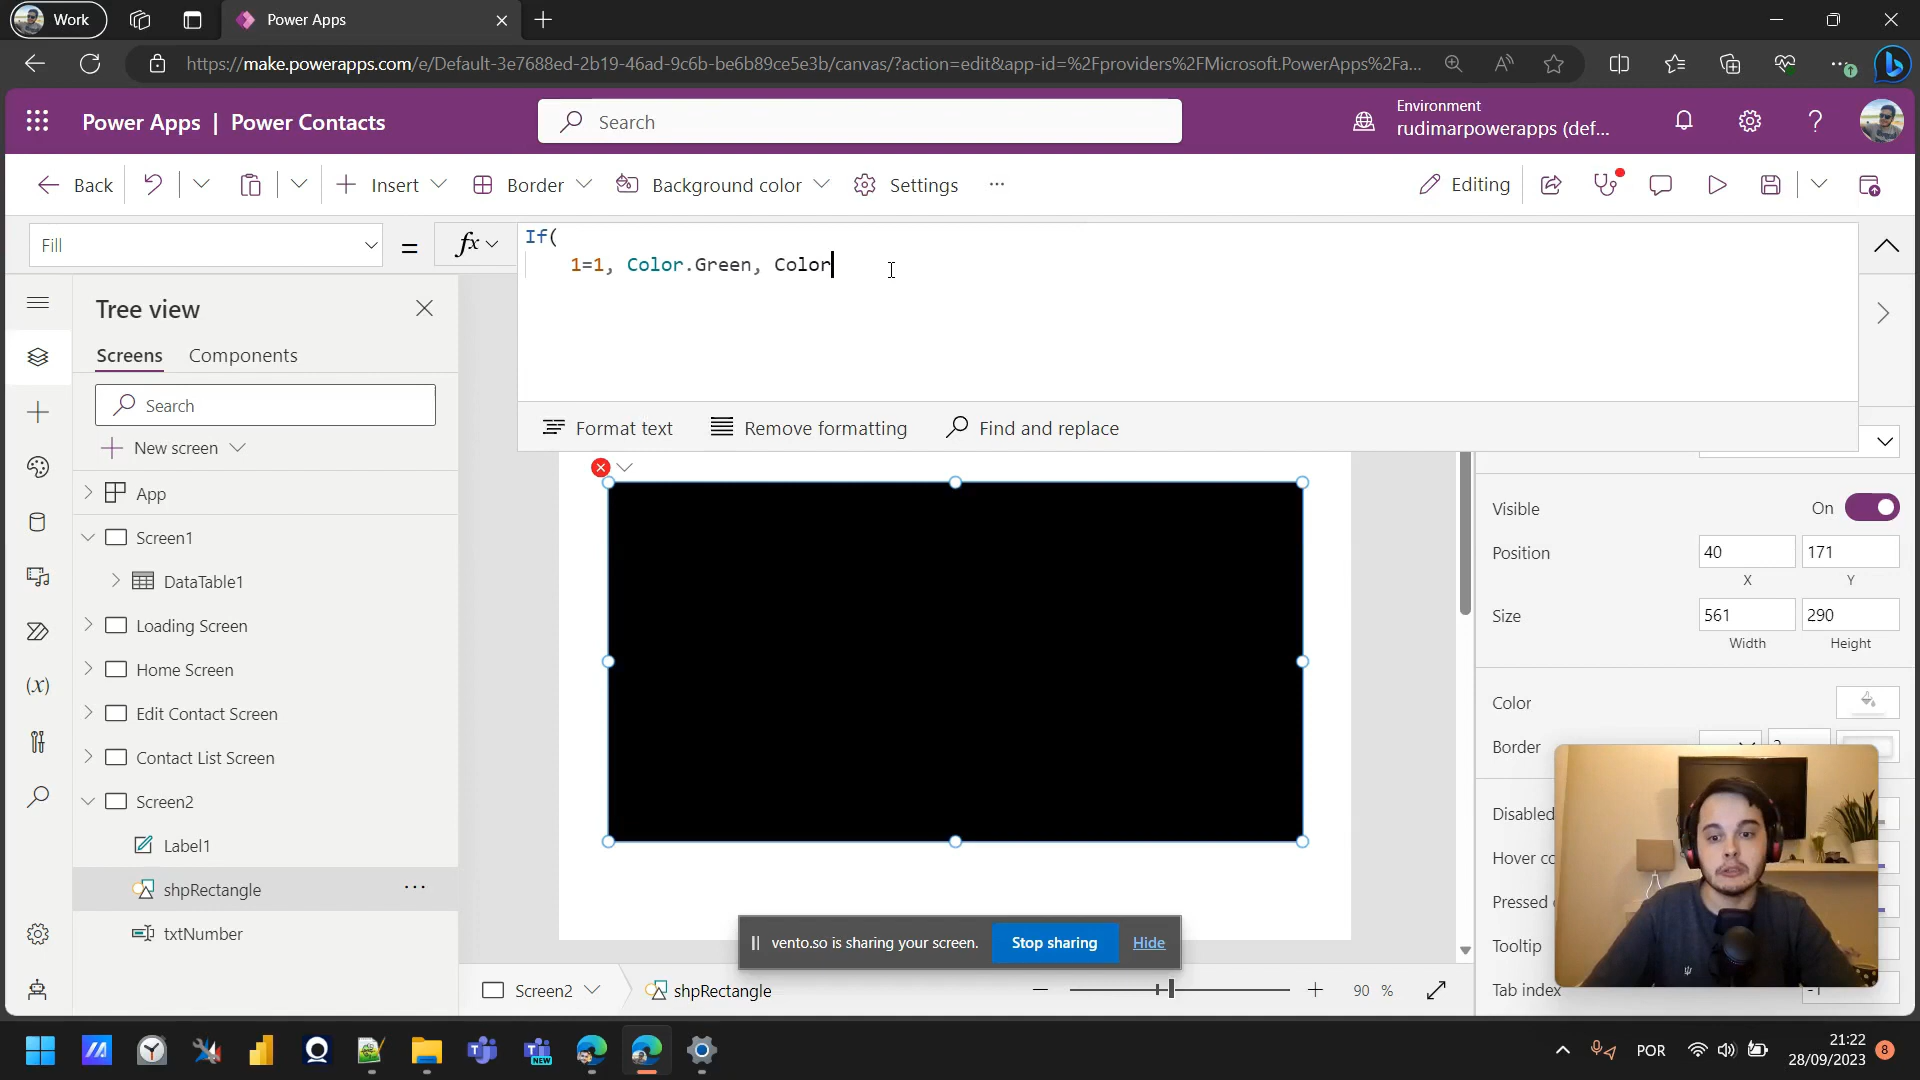 Work
Power Apps
https://make.powerapps.com/e/Default-3e7688ed-2b19-46ad-9c6b-be6b89ce5e3b/canvas/?action=edit&app-id=%2Fproviders%2FMicrosoft.PowerApps%2Fa...
Power Apps | Power Contacts
Search
Environment
rudimarpowerapps (def...
Back
Insert
Border
Background color
Settings
Editing
Fill
=
fx
If(
1=1, Color.Green, Color
Format text
Remove formatting
Find and replace
Tree view
Screens
Components
Search
New screen
App
Screen1
DataTable1
Loading Screen
Home Screen
Edit Contact Screen
Contact List Screen
Screen2
Label1
shpRectangle
txtNumber
(x)
Visible
On
Position
40
171
X
Y
Size
561
290
Width
Height
Color
Border
Disabled
Hover co
Pressed
Tooltip
Tab index
-1
vento.so is sharing your screen.
Stop sharing
Hide
Screen2
shpRectangle
90 %
NEW
POR
21:22
28/09/2023
8